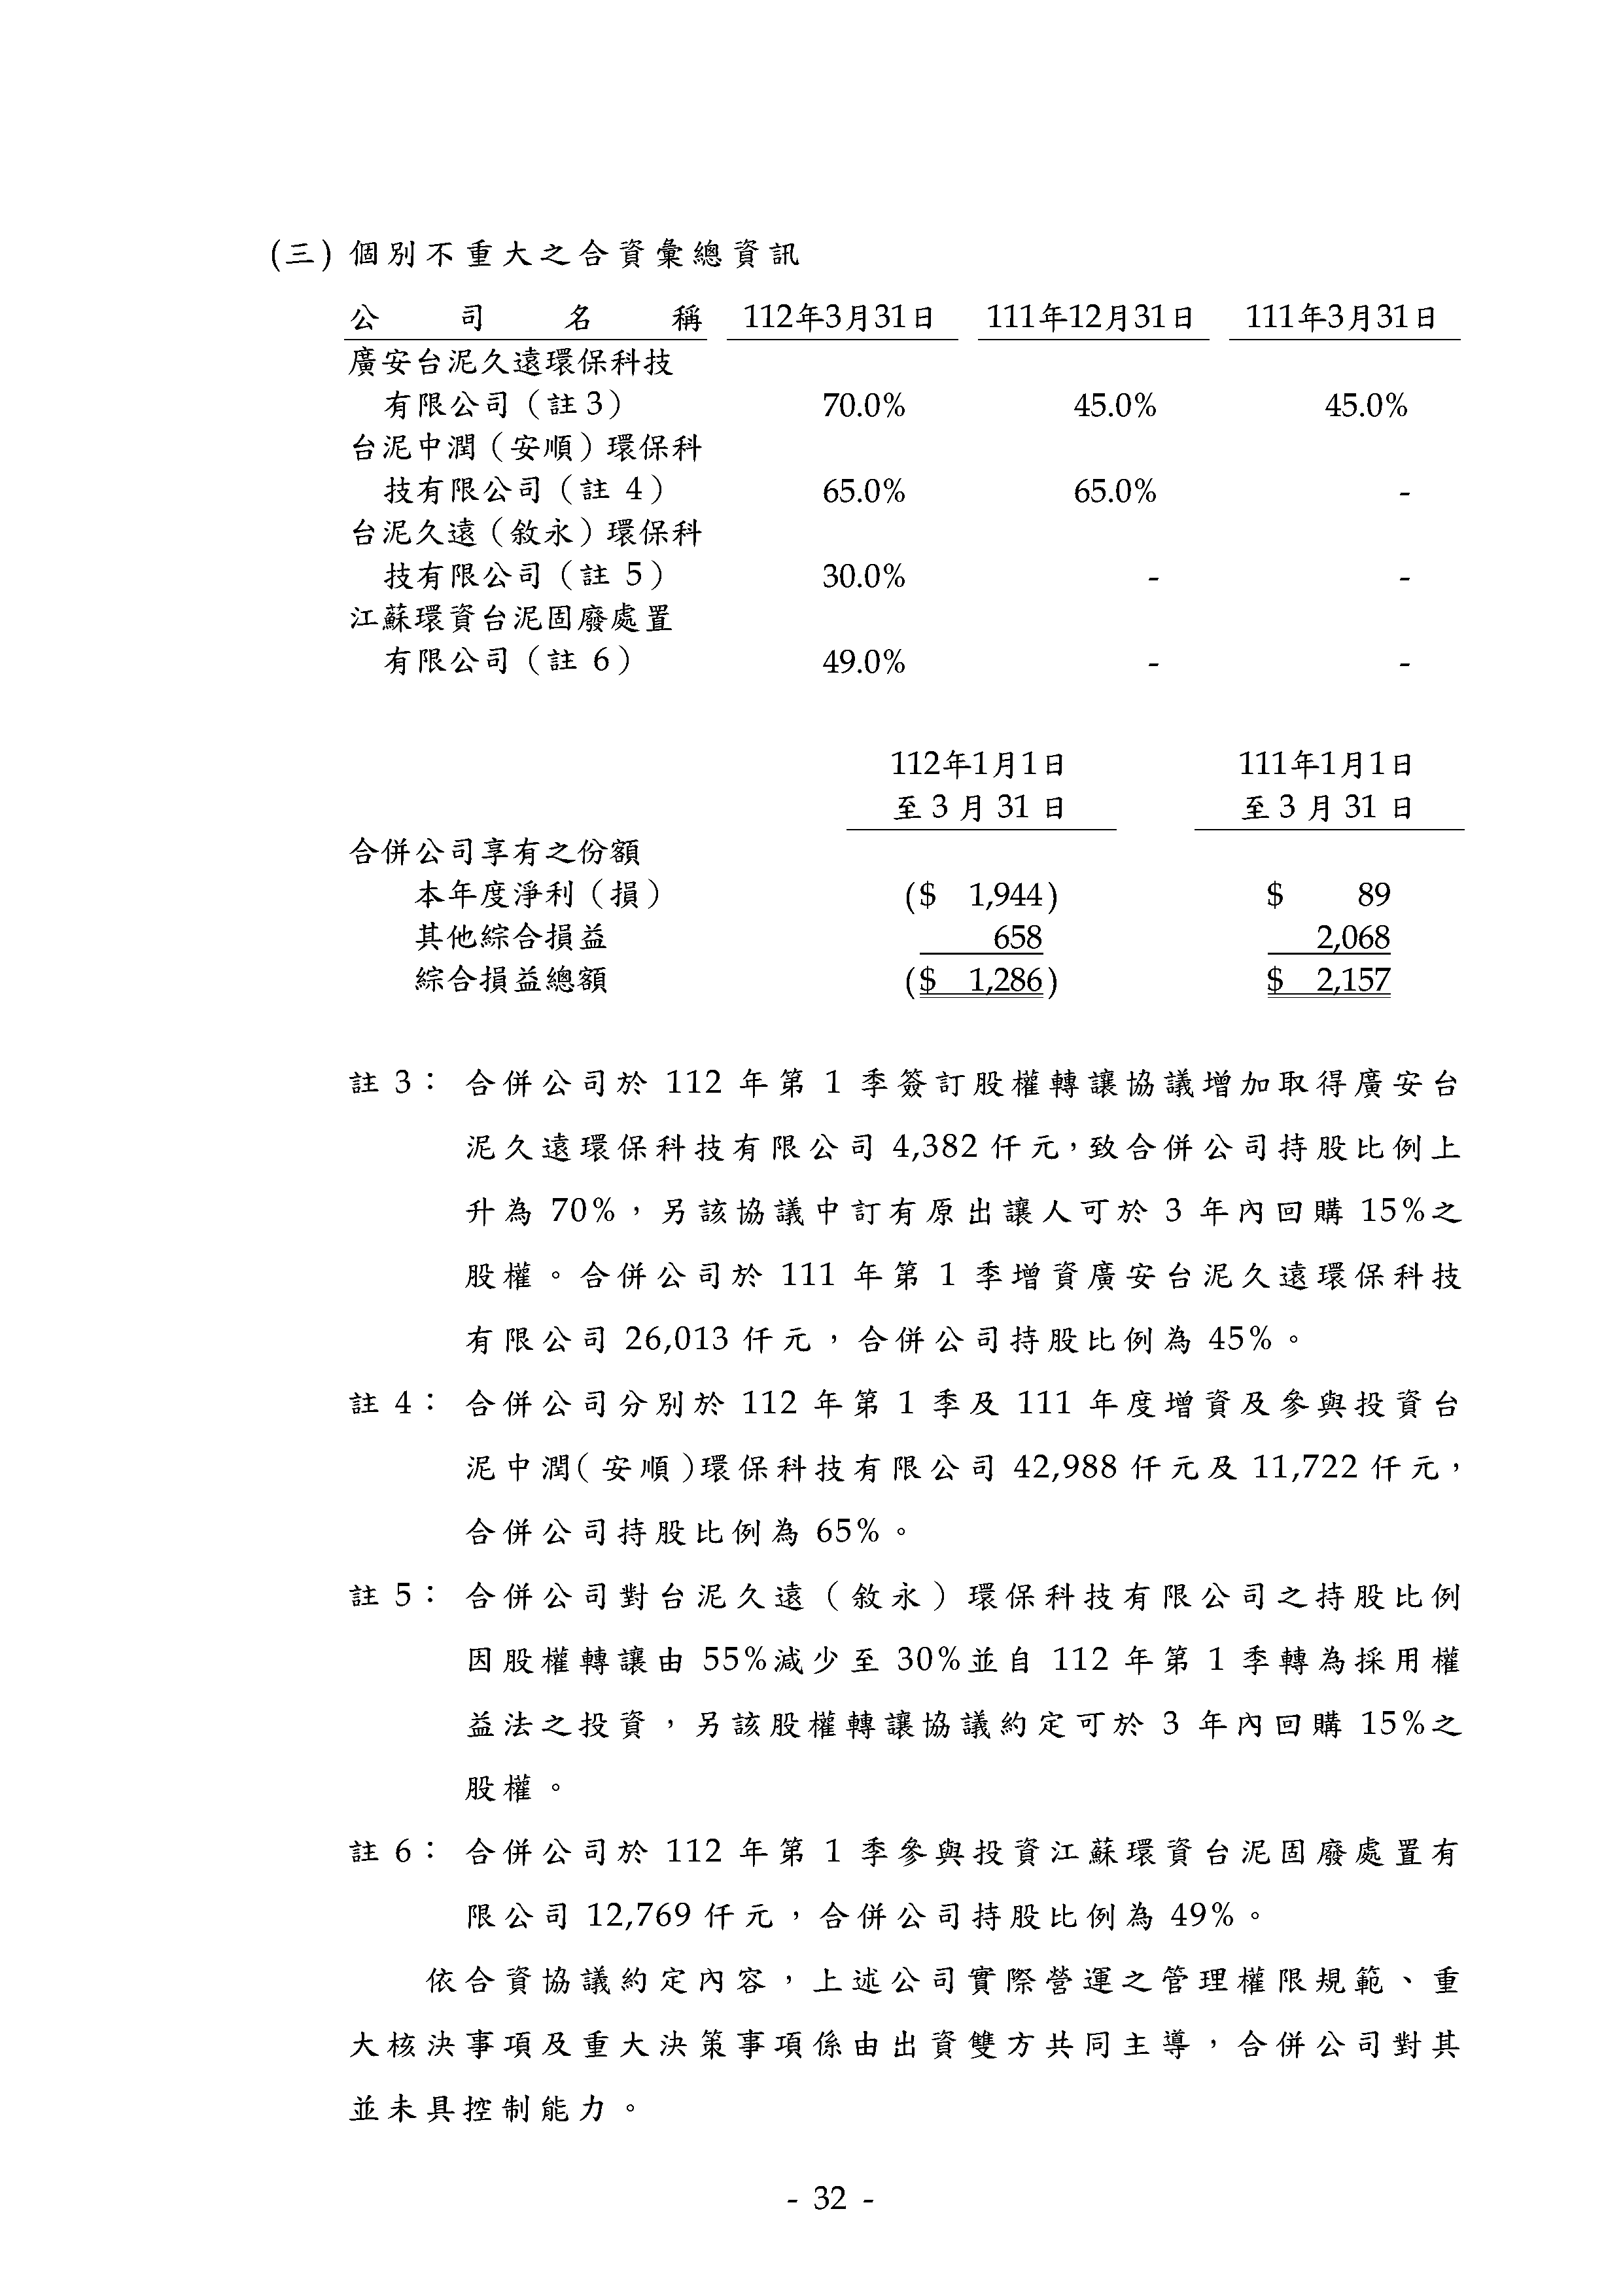 (三) 個別不重大之合資彙總資訊
公司名稱 112年3月31日 111年12月31日 111年3月31日
廣安台泥久遠環保科技
有限公司（註3） 70.0% 45.0% 45.0%
台泥中潤（安順）環保科
技有限公司（註 4） 65.0% 65.0% -
台泥久遠（敘永）環保科
技有限公司（註 5） 30.0% - -
江蘇環資台泥固廢處置
有限公司（註 6） 49.0% - -
112年1月1日 111年1月1日
至 3 月 31 日 至 3 月 31 日
合併公司享有之份額
本年度淨利（損） ($ 1,944) $ 89
其他綜合損益 658 2,068
綜合損益總額 ($ 1,286) $ 2,157
註 3： 合併公司於 112 年第 1 季簽訂股權轉讓協議增加取得廣安台
泥久遠環保科技有限公司 4,382 仟元，致合併公司持股比例上
升為 70%，另該協議中訂有原出讓人可於 3 年內回購 15%之
股權。合併公司於 111 年第 1 季增資廣安台泥久遠環保科技
有限公司 26,013 仟元，合併公司持股比例為 45%。
註 4： 合併公司分別於 112 年第 1 季及 111 年度增資及參與投資台
泥中潤(安順)環保科技有限公司 42,988 仟元及 11,722 仟元，
合併公司持股比例為 65%。
註 5： 合併公司對台泥久遠（敘永）環保科技有限公司之持股比例
因股權轉讓由 55%減少至 30%並自 112 年第 1 季轉為採用權
益法之投資，另該股權轉讓協議約定可於 3 年內回購 15%之
股權。
註 6： 合併公司於 112 年第 1 季參與投資江蘇環資台泥固廢處置有
限公司 12,769 仟元，合併公司持股比例為 49%。
依合資協議約定內容，上述公司實際營運之管理權限規範、重
大核決事項及重大決策事項係由出資雙方共同主導，合併公司對其
並未具控制能力。
- 32 -